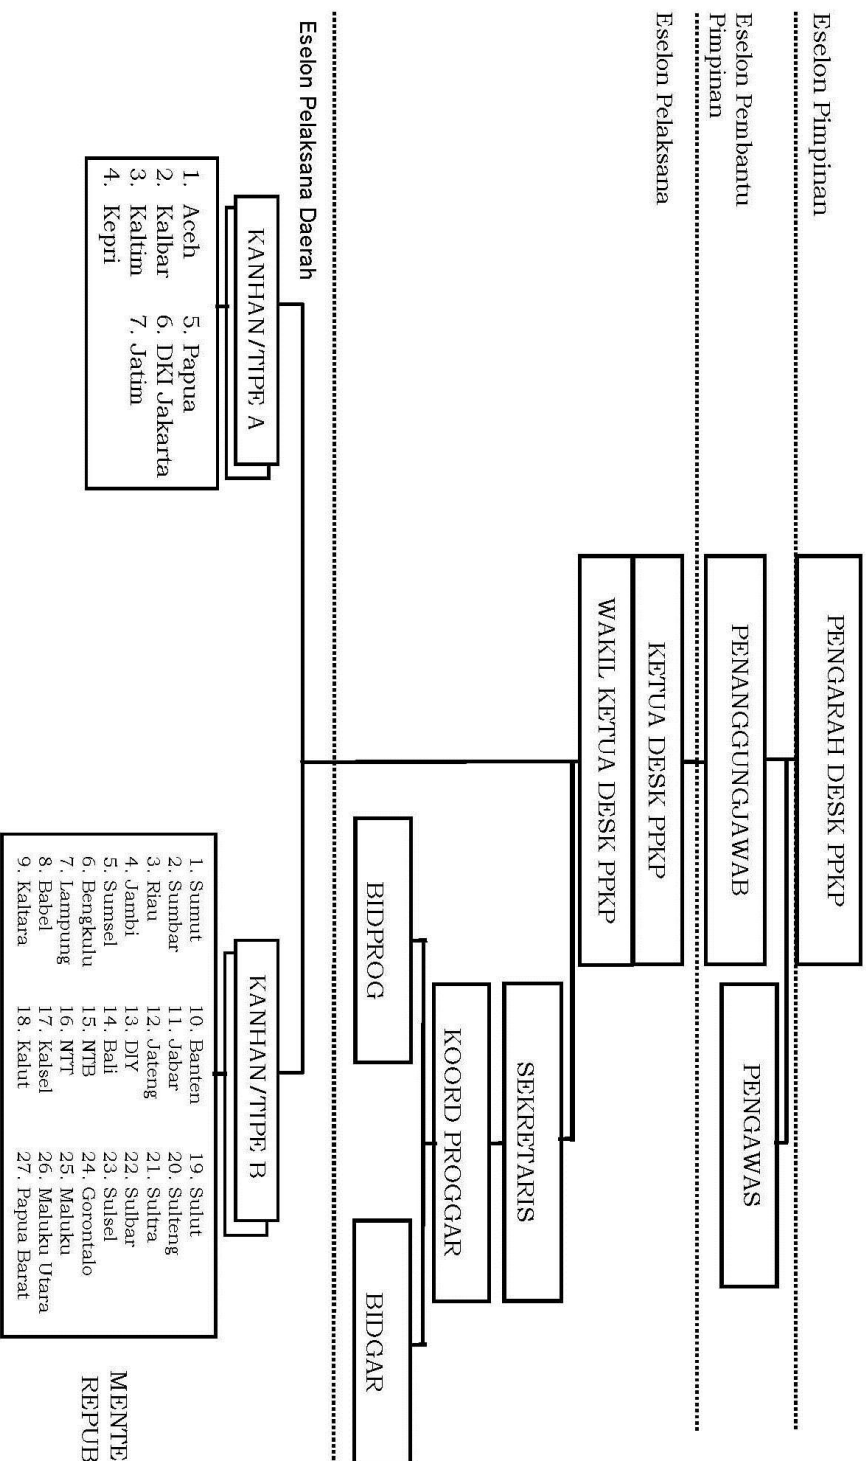 Eselon Pimpinan
PENGARAH DESK PPKP
Eselon Pembantu
Pimpinan
PENANGGUNGJAWAB
PENGAWAS
Eselon Pelaksana
KETUA DESK PPKP
WAKIL KETUA DESK PPKP
SEKRETARIS
KOORD PROGGAR
BIDPROG
BIDGAR
Eselon Pelaksana Daerah
KANHAN/TIPE A
1. Aceh
2. Kalbar
3. Kaltim
4. Kepri
5. Papua
6. DKI Jakarta
7. Jatim
KANHAN/TIPE B
1. Sumut
2. Sumbar
3. Riau
4. Jambi
5. Sumsel
6. Bengkulu
7. Lampung
8. Babel
9. Kaltara
10. Banten
11. Jabar
12. Jateng
13. DIY
14. Bali
15. NTB
16. NTT
17. Kalsel
18. Kalut
19. Sulut
20. Sulteng
21. Sultra
22. Sulbar
23. Sulsel
24. Gorontalo
25. Maluku
26. Maluku Utara
27. Papua Barat
MENTE
REPUB